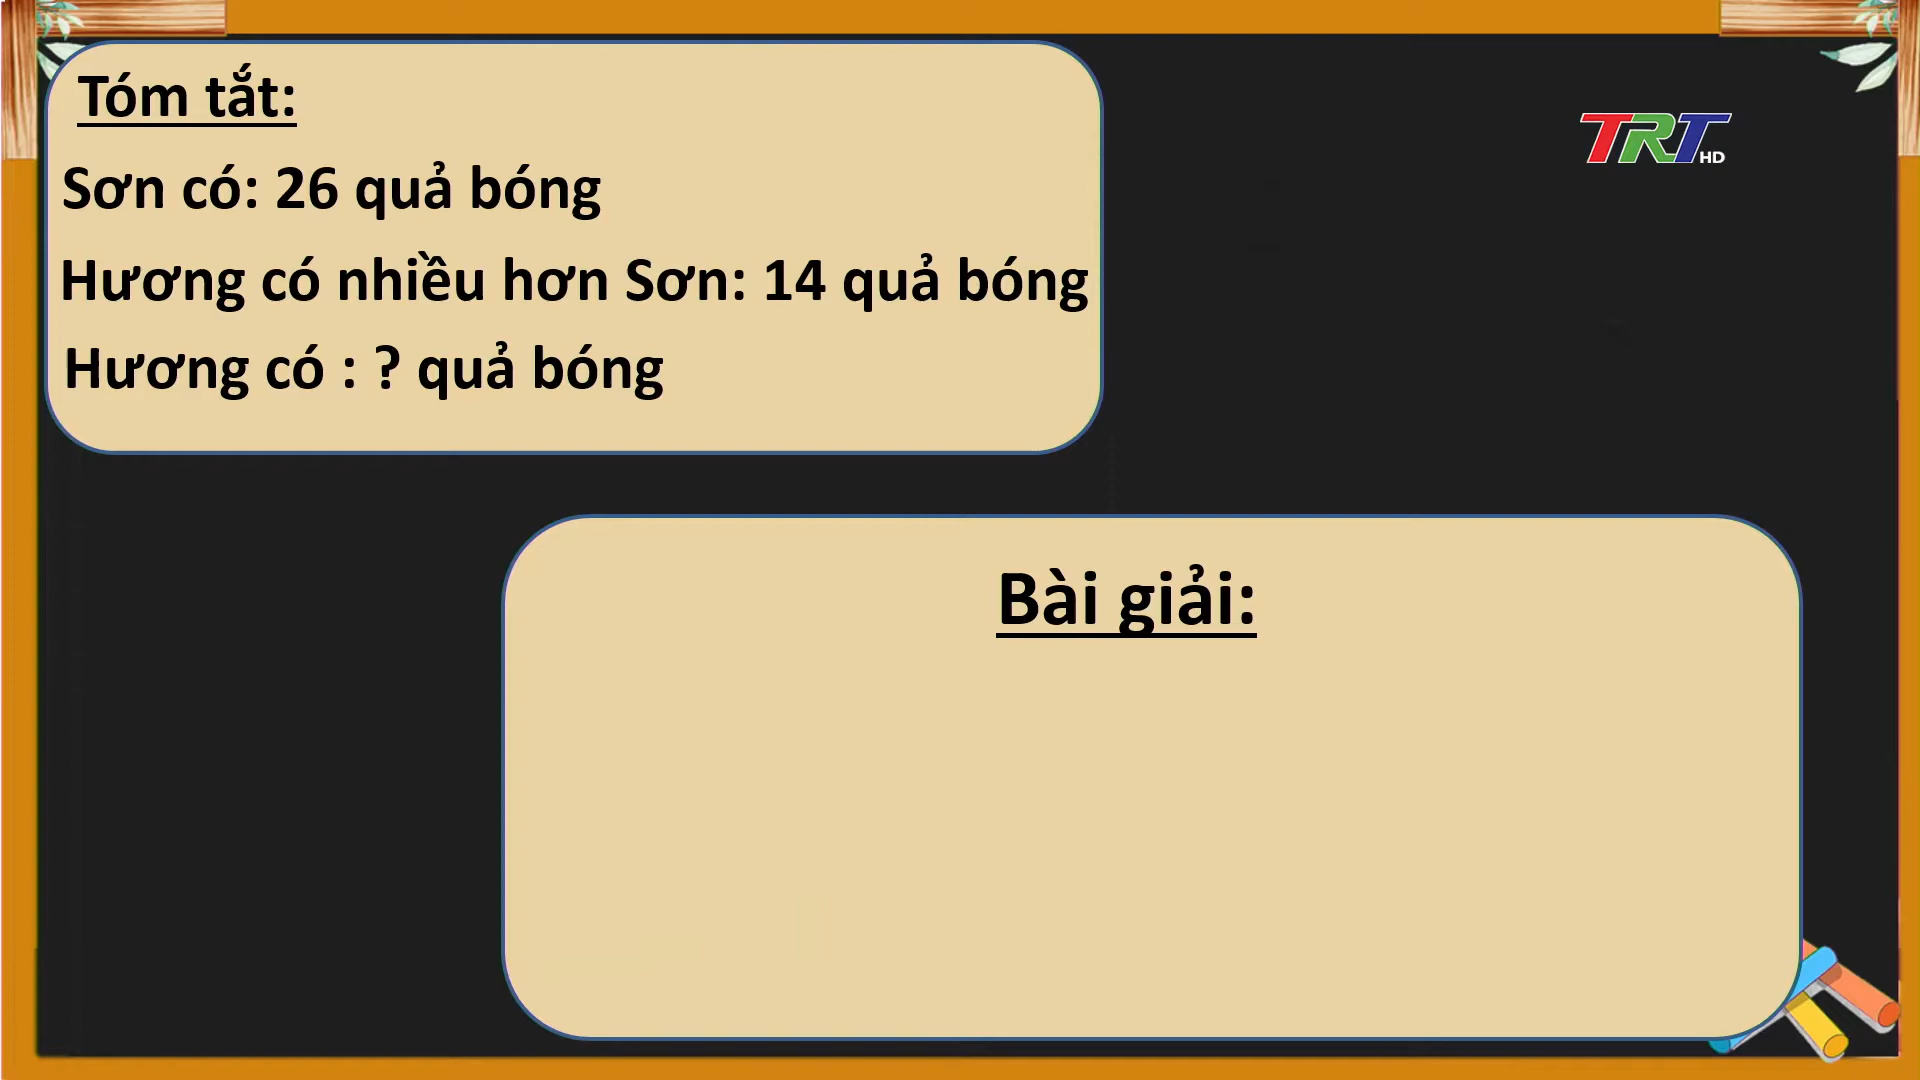 Tóm tắt:
Sơn có: 26 quả bóng
Hương có nhiều hơn Sơn: 14 quả bóng
Hương có : ? quả bóng
TRT HD
Bài giải: